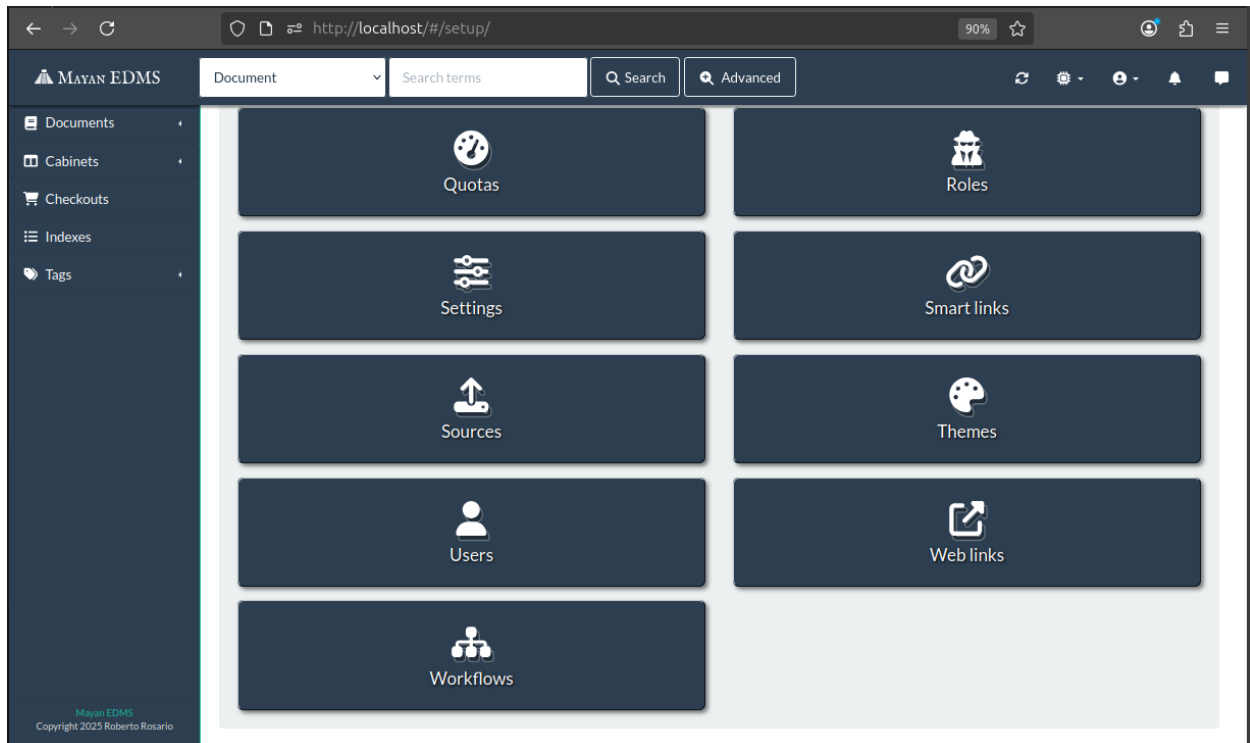 http://localhost/#/setup/
90%
Mayan EDMS
Document
Search terms
Search
Advanced
Documents
Cabinets
Checkouts
Indexes
Tags
Quotas
Roles
Settings
Smart links
Sources
Themes
Users
Web links
Workflows
Mayan EDMS
Copyright 2025 Roberto Rosario